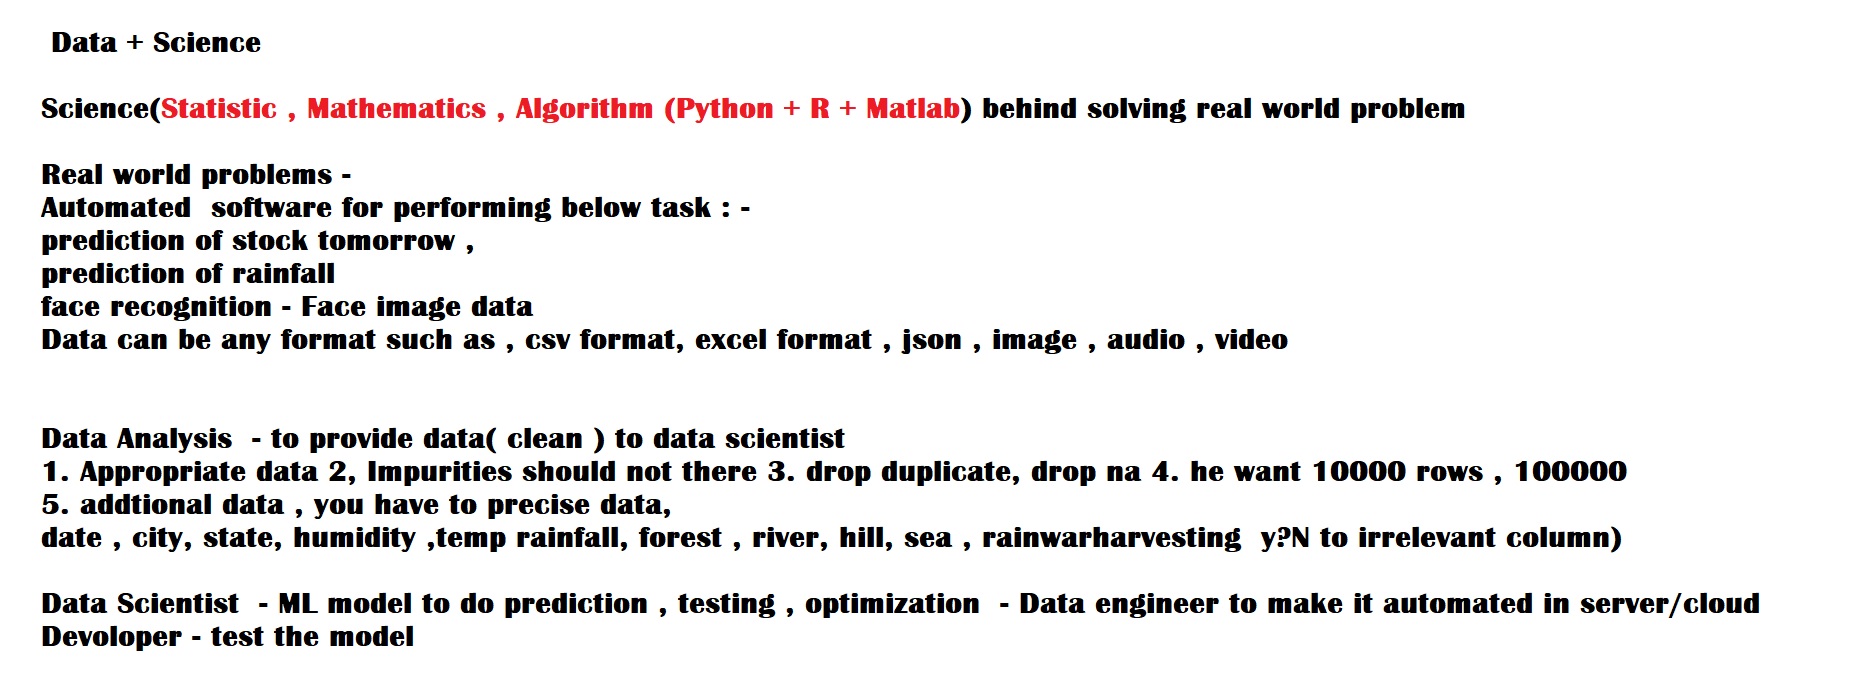 Data + Science
Science(Statistic , Mathematics , Algorithm (Python + R + Matlab) behind solving real world problem
Real world problems -
Automated  software for performing below task : -
prediction of stock tomorrow ,
prediction of rainfall
face recognition - Face image data
Data can be any format such as , csv format, excel format , json , image , audio , video
Data Analysis  - to provide data( clean ) to data scientist
1. Appropriate data 2, Impurities should not there 3. drop duplicate, drop na 4. he want 10000 rows , 100000
5. addtional data , you have to precise data,
date , city, state, humidity ,temp rainfall, forest , river, hill, sea , rainwarharvesting  y?N to irrelevant column)
Data Scientist  - ML model to do prediction , testing , optimization  - Data engineer to make it automated in server/cloud
Devoloper - test the model